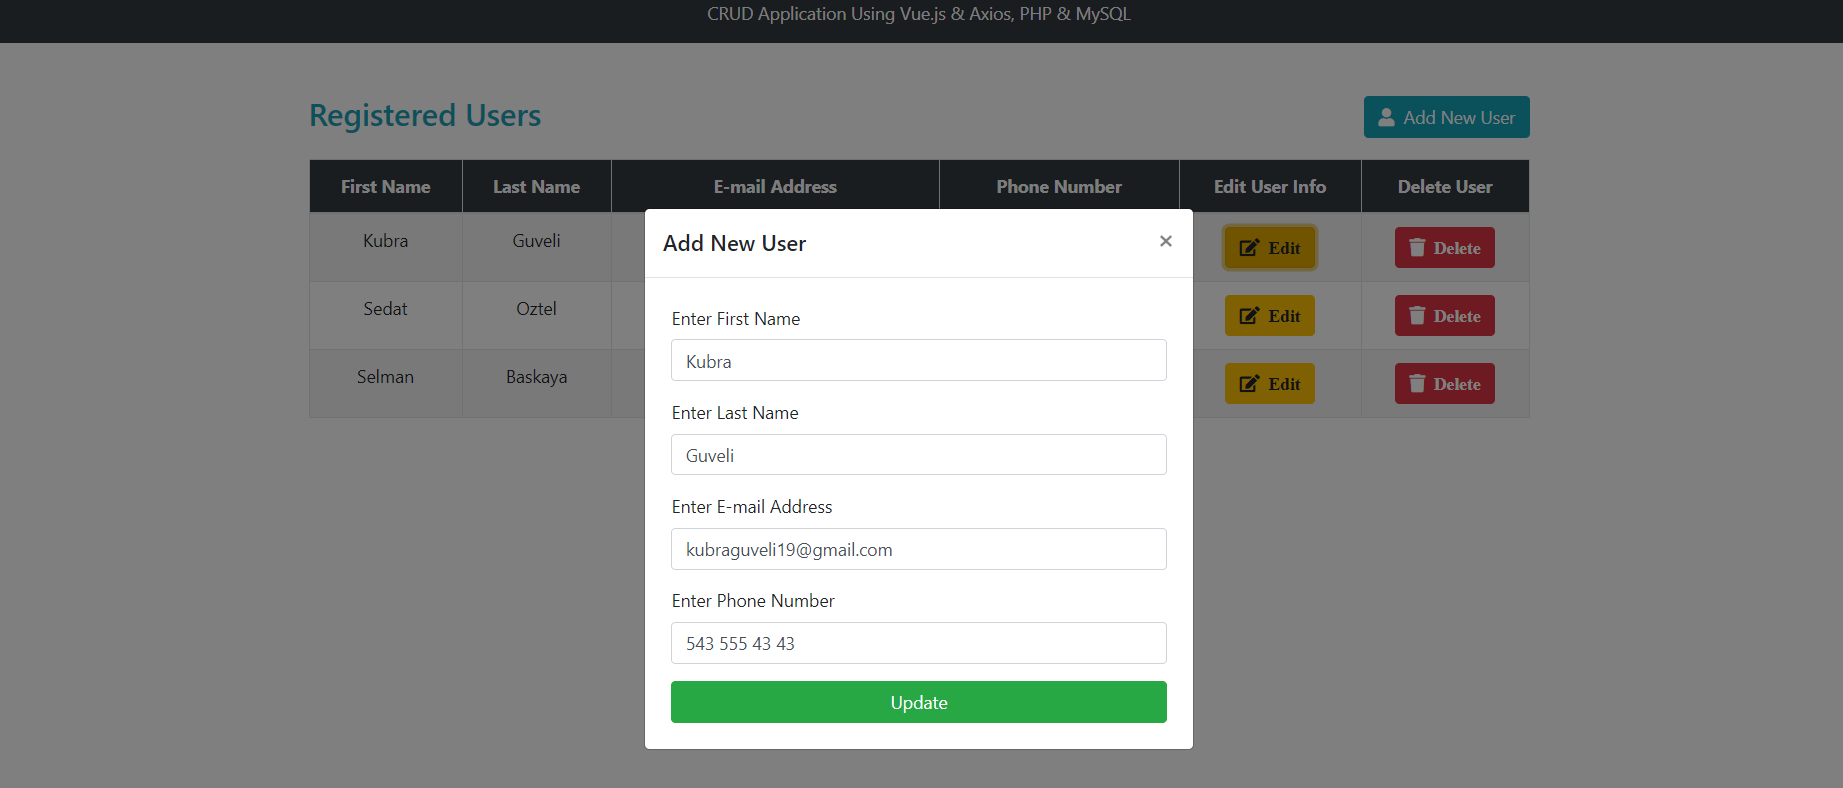 CRUD Application Using Vue.js & Axios, PHP & MySQL
Registered Users
Add New User
First Name Last Name E-mail Address Phone Number Edit User Info Delete User
Kubra Guveli Edit Delete
Sedat Oztel Edit Delete
Selman Baskaya Edit Delete
Add New User ×
Enter First Name
Kubra
Enter Last Name
Guveli
Enter E-mail Address
kubraguveli19@gmail.com
Enter Phone Number
543 555 43 43
Update